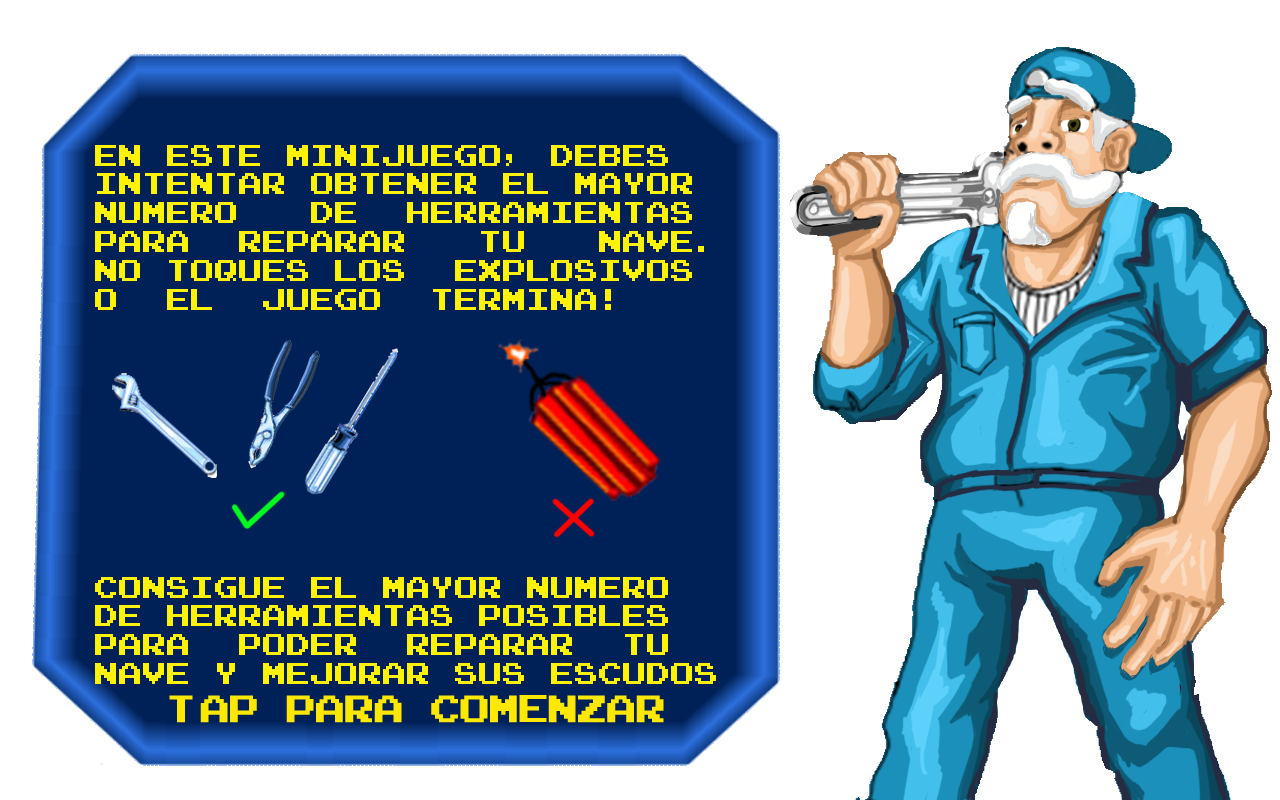 EN ESTE MINIJUEGO, DEBES
INTENTAR OBTENER EL MAYOR
NUMERO DE HERRAMIENTAS
PARA REPARAR TU NAVE.
NO TOQUES LOS EXPLOSIVOS
O EL JUEGO TERMINA!
CONSIGUE EL MAYOR NUMERO
DE HERRAMIENTAS POSIBLES
PARA PODER REPARAR TU
NAVE Y MEJORAR SUS ESCUDOS
TAP PARA COMENZAR